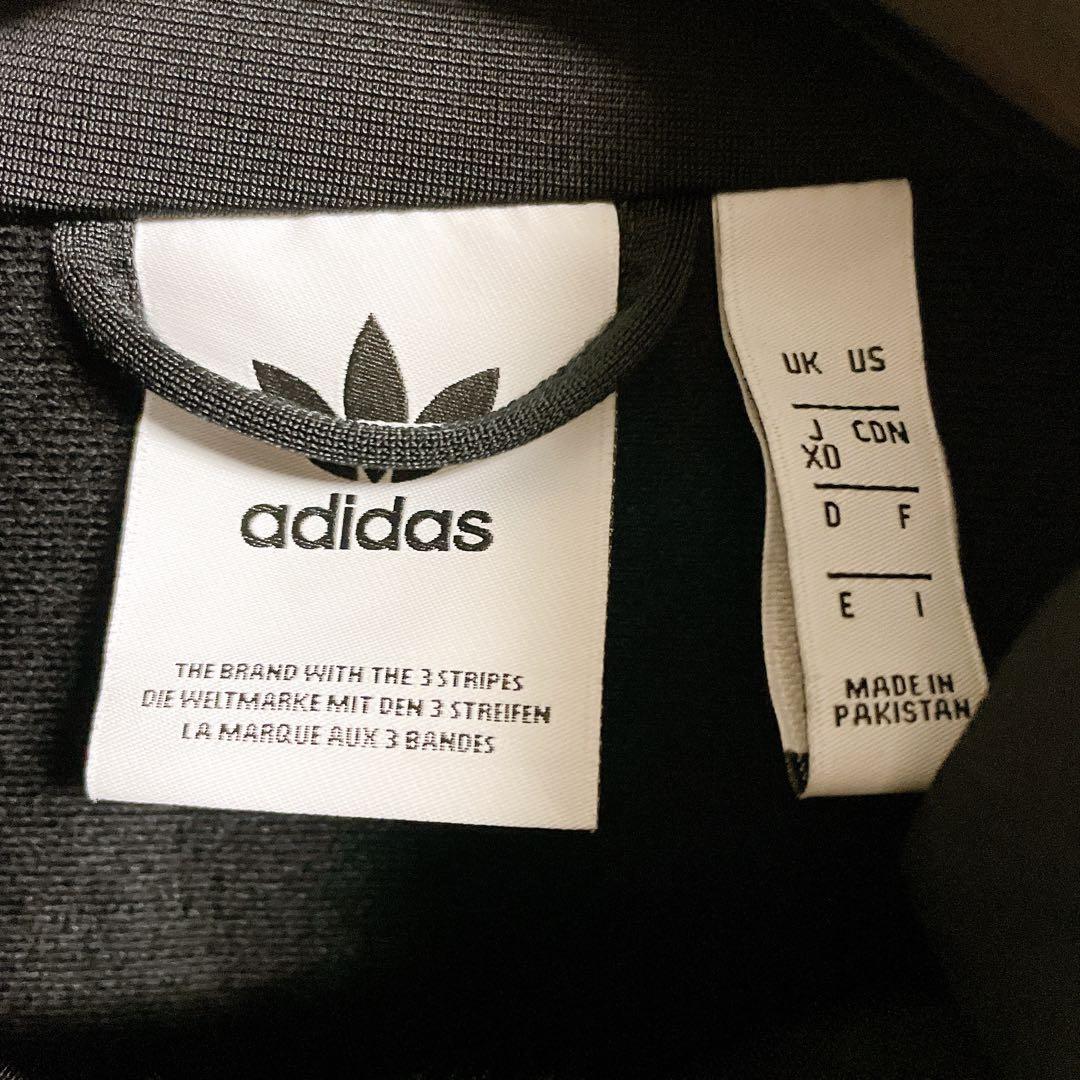 adidas
THE BRAND WITH THE 3 STRIPES
DIE WELTMARKE MIT DEN 3 STREIFEN
LA MARQUE AUX 3 BANDES
UK US
J CDN
XO
D F
E I
MADE IN
PAKISTAN